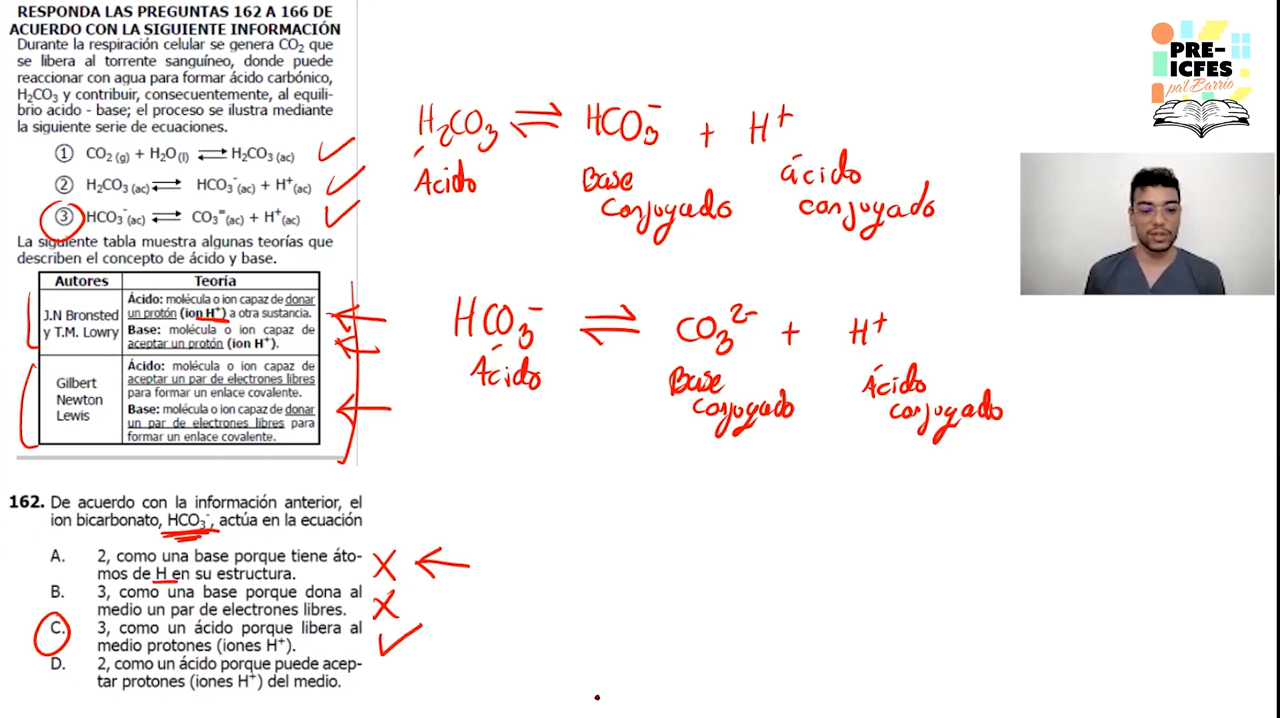 RESPONDA LAS PREGUNTAS 162 A 166 DE
ACUERDO CON LA SIGUIENTE INFORMACIÓN
Durante la respiración celular se genera CO₂ que
se libera al torrente sanguíneo, donde puede
reaccionar con agua para formar ácido carbónico,
H₂CO₃ y contribuir, consecuentemente, al equili-
brio acido - base; el proceso se ilustra mediante
la siguiente serie de ecuaciones.
① CO₂ (g) + H₂O (l) ⇌ H₂CO₃ (ac)
② H₂CO₃ (ac) ⇌ HCO₃⁻(ac) + H⁺(ac)
③ HCO₃⁻(ac) ⇌ CO₃⁼(ac) + H⁺(ac)
La siguiente tabla muestra algunas teorías que
describen el concepto de ácido y base.
Autores Teoría
J.N Bronsted
y T.M. Lowry
Ácido: molécula o ion capaz de donar
un protón (ion H⁺) a otra sustancia.
Base: molécula o ion capaz de
aceptar un protón (ion H⁺).
Gilbert
Newton
Lewis
Ácido: molécula o ion capaz de
aceptar un par de electrones libres
para formar un enlace covalente.
Base: molécula o ion capaz de donar
un par de electrones libres para
formar un enlace covalente.
162. De acuerdo con la información anterior, el
ion bicarbonato, HCO₃⁻, actúa en la ecuación
A. 2, como una base porque tiene áto-
mos de H en su estructura.
B. 3, como una base porque dona al
medio un par de electrones libres.
C. 3, como un ácido porque libera al
medio protones (iones H⁺).
D. 2, como un ácido porque puede acep-
tar protones (iones H⁺) del medio.
H₂CO₃ ⇌ HCO₃⁻ + H⁺
Ácido Base ácido
conjugado conjugado
HCO₃⁻ ⇌ CO₃²⁻ + H⁺
Ácido Base Ácido
conjugado conjugado
PRE-
ICFES
pal Barrio